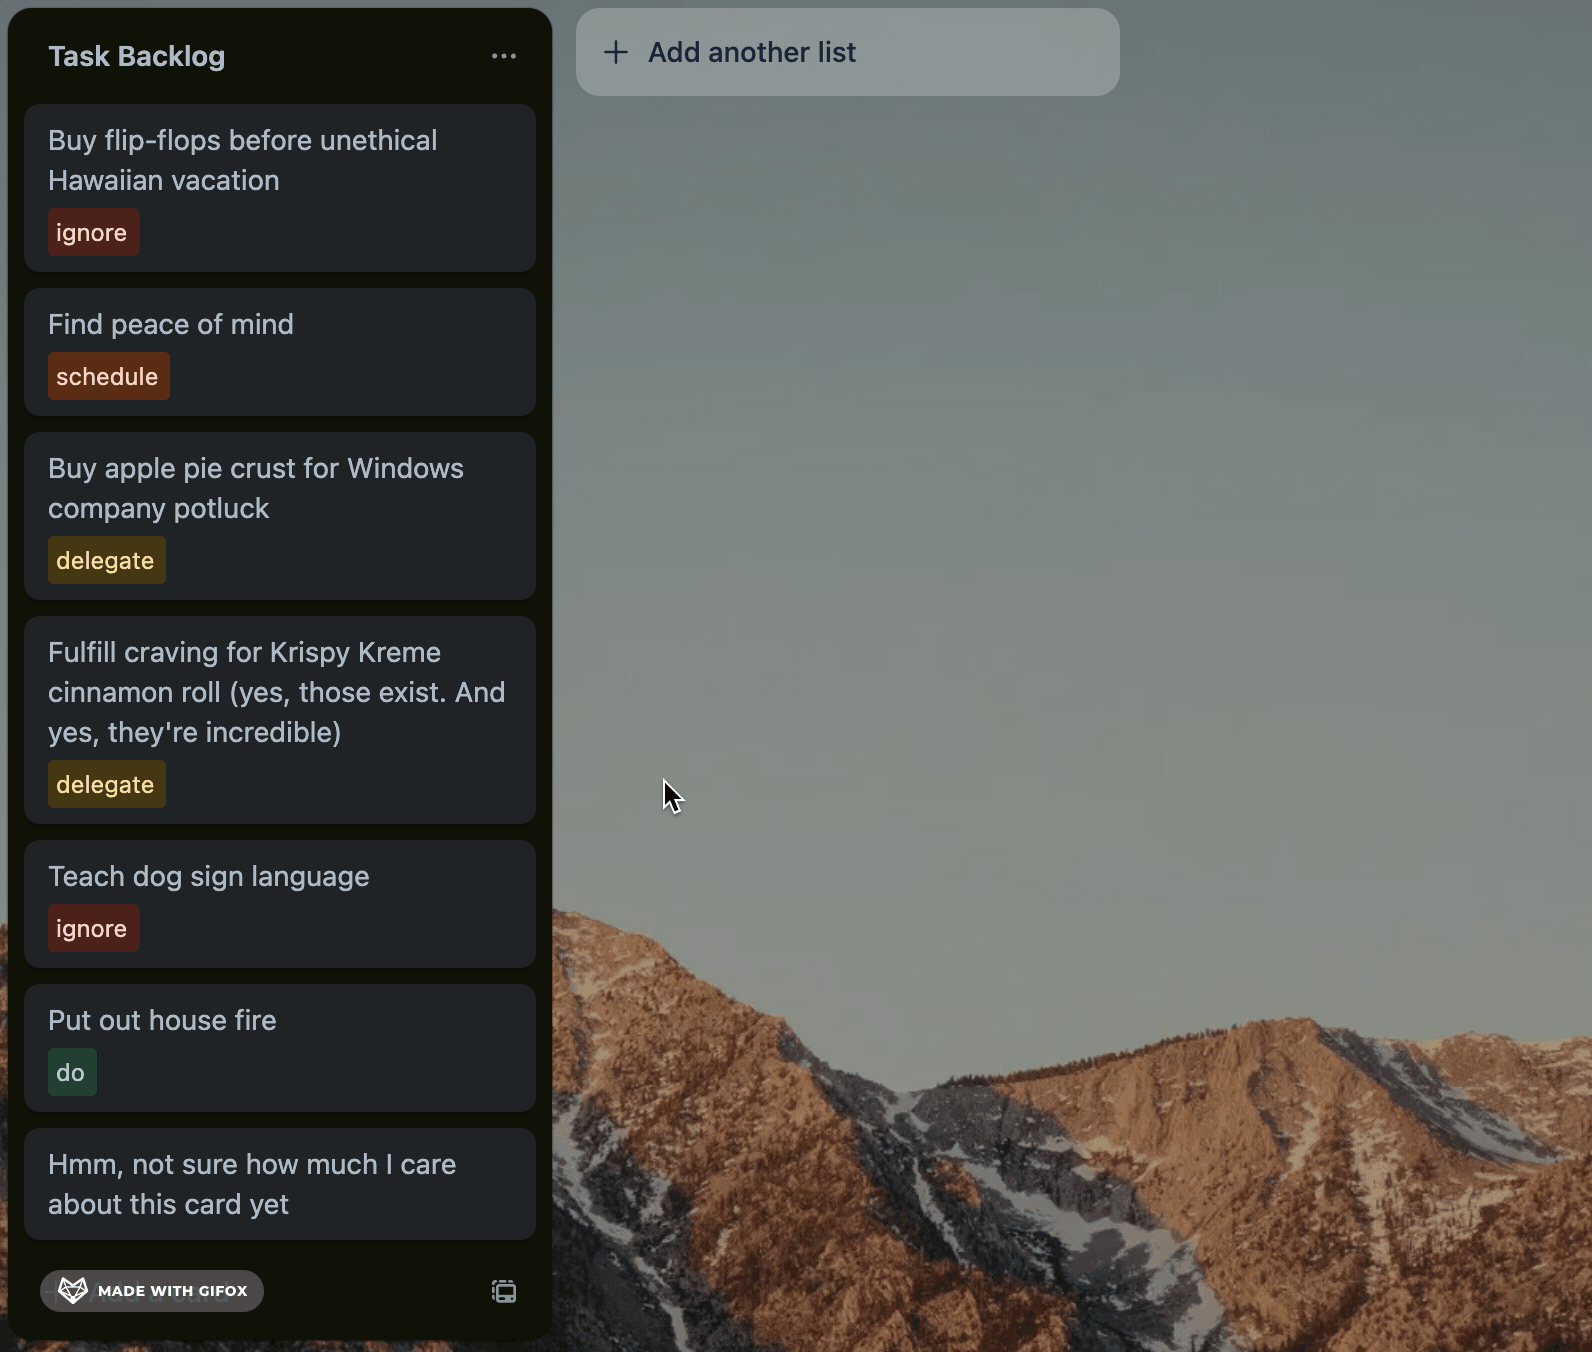 Task Backlog
Add another list
Buy flip-flops before unethical
Hawaiian vacation
ignore
Find peace of mind
schedule
Buy apple pie crust for Windows
company potluck
delegate
Fulfill craving for Krispy Kreme
cinnamon roll (yes, those exist. And
yes, they're incredible)
delegate
Teach dog sign language
ignore
Put out house fire
do
Hmm, not sure how much I care
about this card yet
MADE WITH GIFOX